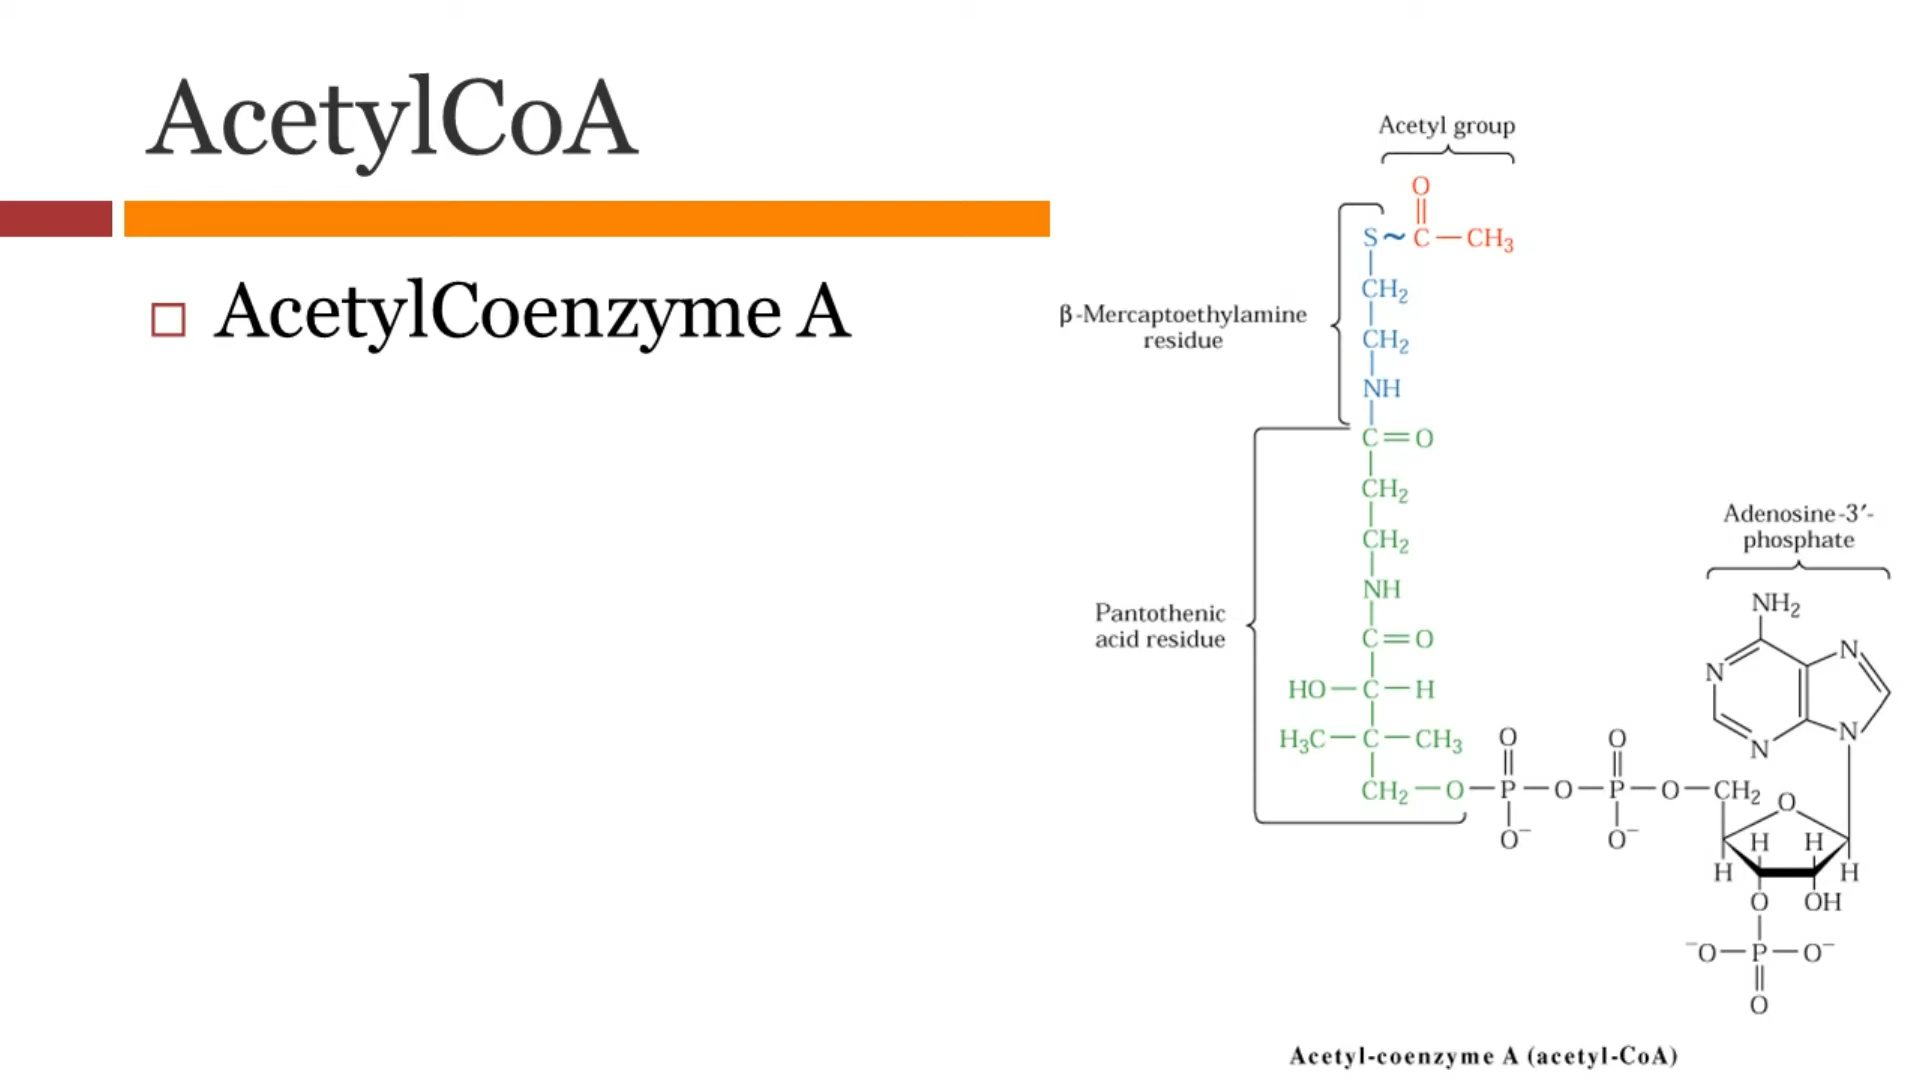 AcetylCoA
AcetylCoenzyme A
Acetyl group
O
S~C—CH₃
CH₂
β-Mercaptoethylamine
residue
CH₂
NH
C=O
CH₂
Adenosine-3′-
phosphate
CH₂
NH
NH₂
Pantothenic
acid residue
C=O
N
N
HO—C—H
H₃C—C—CH₃
O
O
N
N
CH₂—O—P—O—P—O—CH₂
O
O⁻
O⁻
H
H
H
H
O
OH
⁻O—P—O⁻
O
Acetyl-coenzyme A (acetyl-CoA)